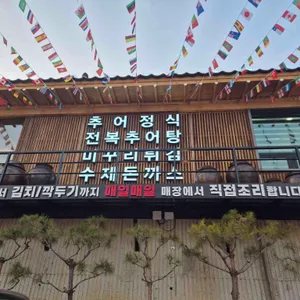 추어정식
전복추어탕
미꾸리튀김
수제돈까스
서 김치/깍두기까지 매일매일 매장에서 직접조리합니다